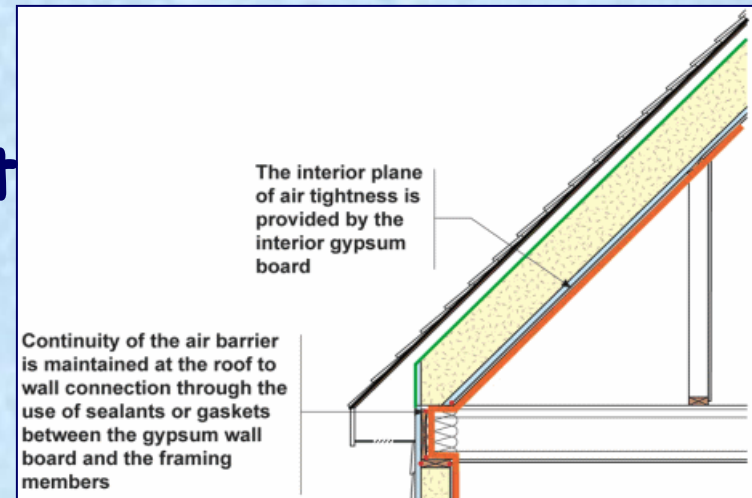 The interior plane
of air tightness is
provided by the
interior gypsum
board
Continuity of the air barrier
is maintained at the roof to
wall connection through the
use of sealants or gaskets
between the gypsum wall
board and the framing
members